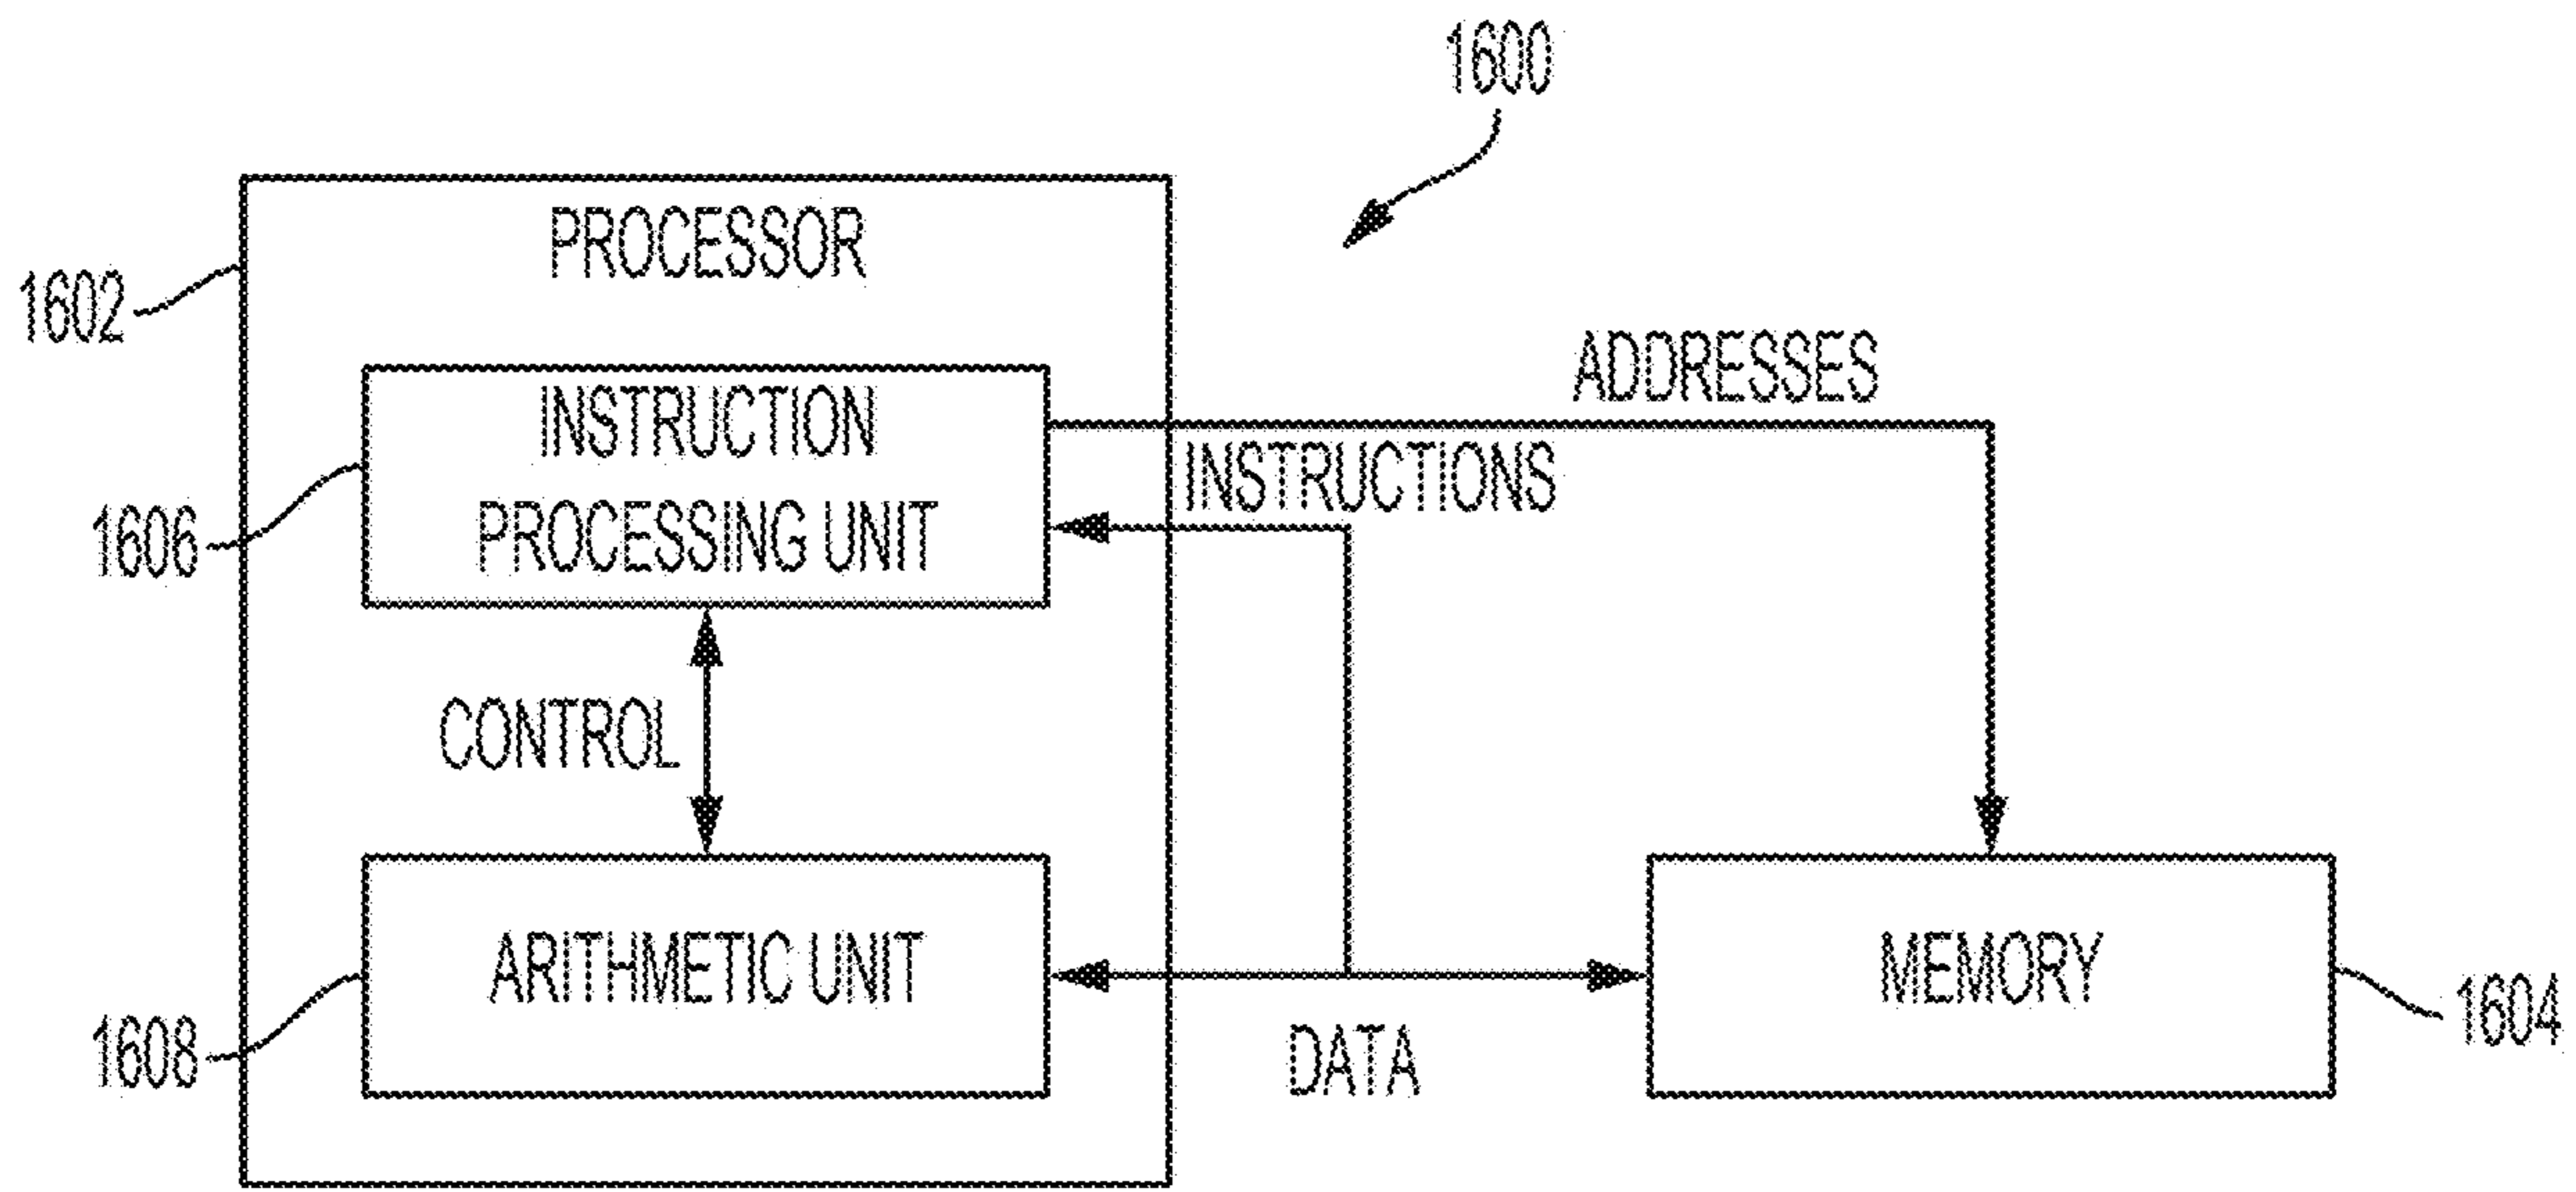 1600
PROCESSOR
1602
ADDRESSES
INSTRUCTION
PROCESSING UNIT
INSTRUCTIONS
1606
CONTROL
ARITHMETIC UNIT
MEMORY
1604
1608
DATA